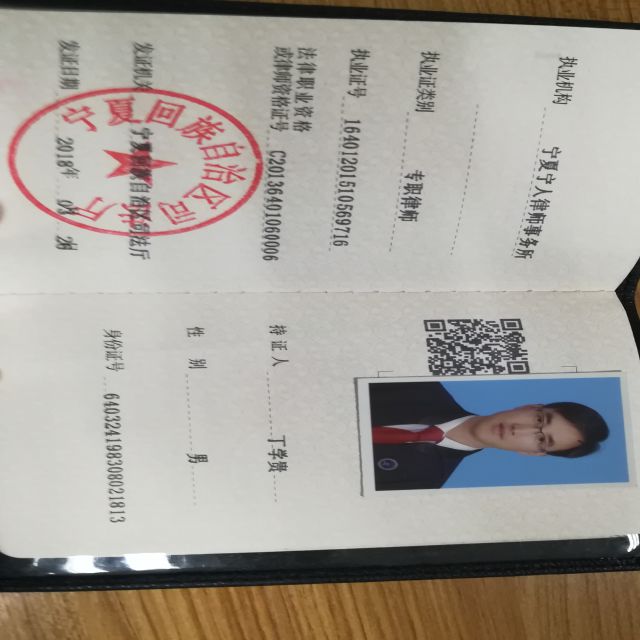 执业机构 宁夏宁人律师事务所
执业证类别 专职律师
执业证号 16401201510569716
法律职业资格
或律师资格证号 C20136401060006
发证机关 宁夏回族自治区司法厅
发证日期 2018年 03 28
宁夏回族自治区司法厅
持证人 丁学贵
性别 男
身份证号 640324198308021813